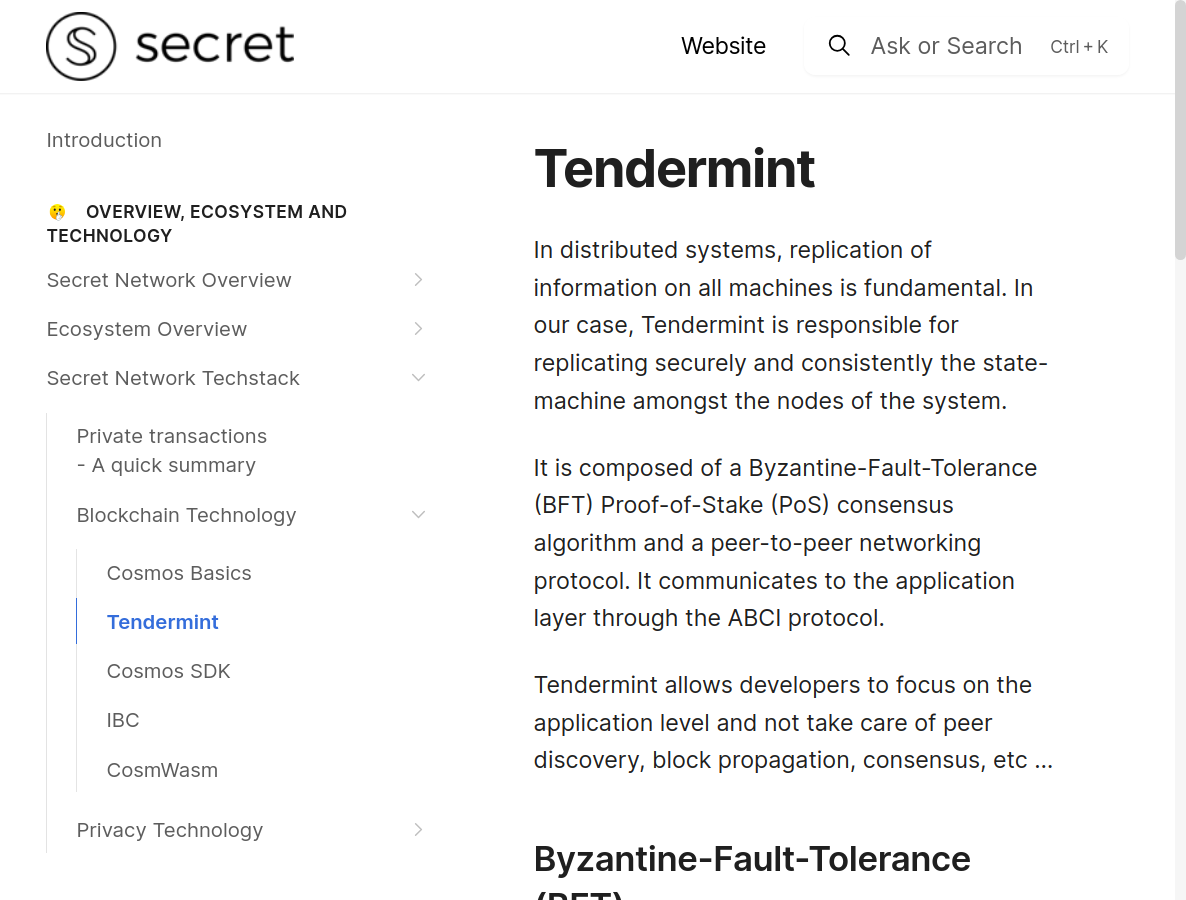 secret
Website
Ask or Search
Ctrl + K
Introduction
OVERVIEW, ECOSYSTEM AND
TECHNOLOGY
Secret Network Overview
Ecosystem Overview
Secret Network Techstack
Private transactions
- A quick summary
Blockchain Technology
Cosmos Basics
Tendermint
Cosmos SDK
IBC
CosmWasm
Privacy Technology
Tendermint
In distributed systems, replication of
information on all machines is fundamental. In
our case, Tendermint is responsible for
replicating securely and consistently the state-
machine amongst the nodes of the system.
It is composed of a Byzantine-Fault-Tolerance
(BFT) Proof-of-Stake (PoS) consensus
algorithm and a peer-to-peer networking
protocol. It communicates to the application
layer through the ABCI protocol.
Tendermint allows developers to focus on the
application level and not take care of peer
discovery, block propagation, consensus, etc ...
Byzantine-Fault-Tolerance
(BFT)